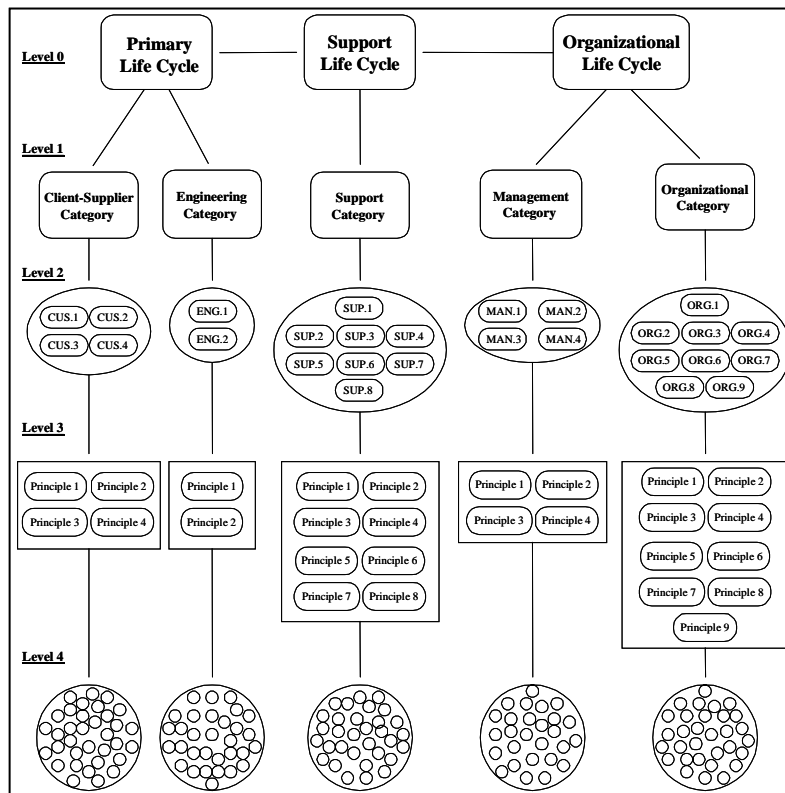 Level 0
Primary
Life Cycle
Support
Life Cycle
Organizational
Life Cycle
Level 1
Client-Supplier
Category
Engineering
Category
Support
Category
Management
Category
Organizational
Category
Level 2
CUS.1 CUS.2
CUS.3 CUS.4
ENG.1
ENG.2
SUP.1
SUP.2 SUP.3 SUP.4
SUP.5 SUP.6 SUP.7
SUP.8
MAN.1 MAN.2
MAN.3 MAN.4
ORG.1
ORG.2 ORG.3 ORG.4
ORG.5 ORG.6 ORG.7
ORG.8 ORG.9
Level 3
Principle 1 Principle 2
Principle 3 Principle 4
Principle 1
Principle 2
Principle 1 Principle 2
Principle 3 Principle 4
Principle 5 Principle 6
Principle 7 Principle 8
Principle 1 Principle 2
Principle 3 Principle 4
Principle 1 Principle 2
Principle 3 Principle 4
Principle 5 Principle 6
Principle 7 Principle 8
Principle 9
Level 4